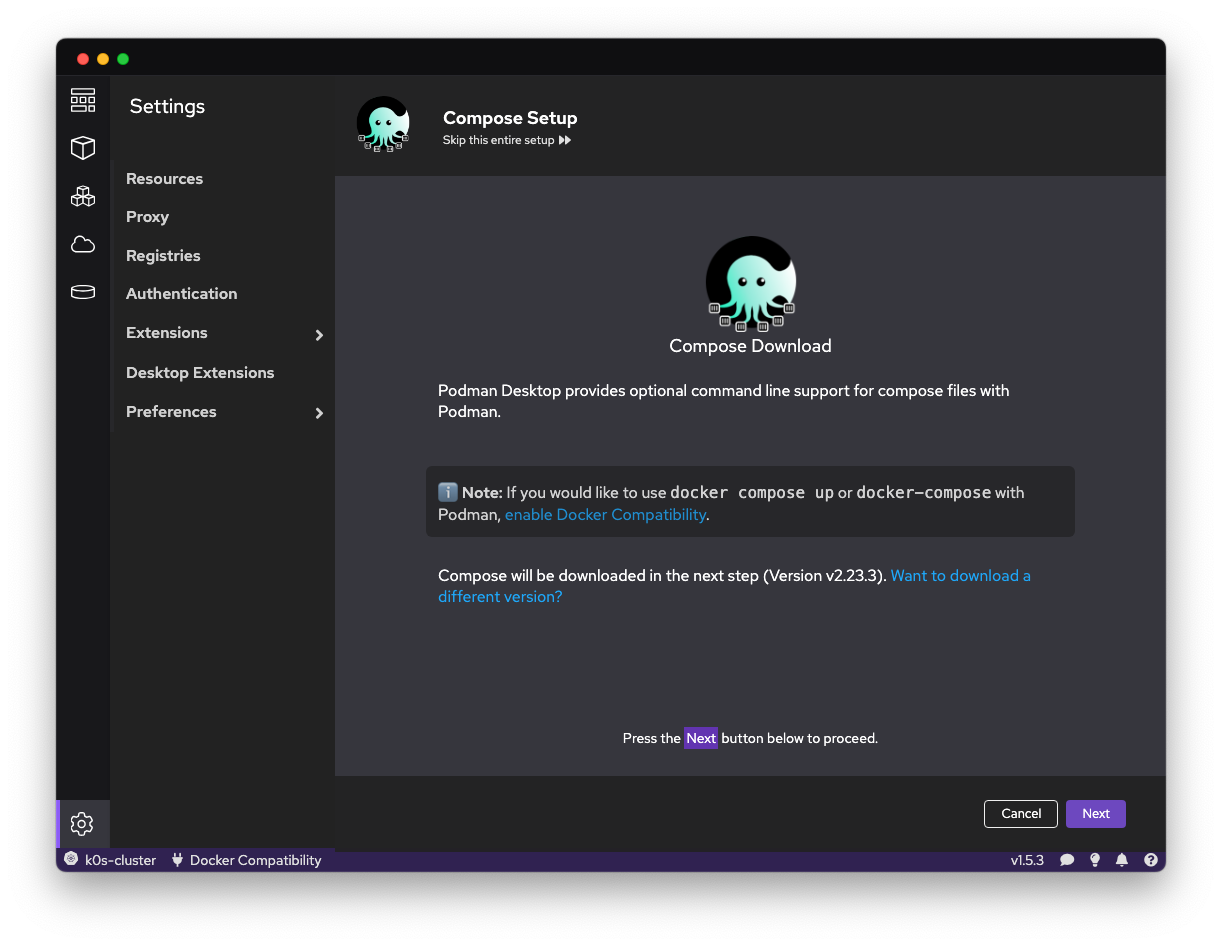 Settings
Resources
Proxy
Registries
Authentication
Extensions
Desktop Extensions
Preferences
Compose Setup
Skip this entire setup
Compose Download
Podman Desktop provides optional command line support for compose files with
Podman.
Note: If you would like to use docker compose up or docker-compose with
Podman, enable Docker Compatibility.
Compose will be downloaded in the next step (Version v2.23.3). Want to download a
different version?
Press the Next button below to proceed.
Cancel
Next
k0s-cluster
Docker Compatibility
v1.5.3